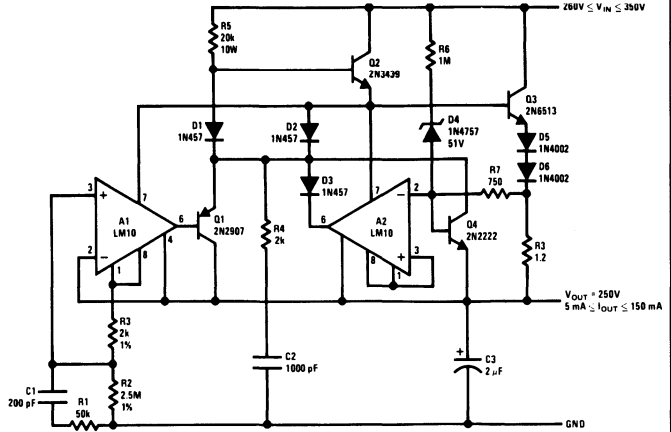 260V ≤ VIN ≤ 350V
R5
20k
10W
Q2
2N3439
R6
1M
Q3
2N6513
D1
1N457
D2
1N457
D4
1N4757
51V
D5
1N4002
D6
1N4002
R7
750
D3
1N457
3
+
7
A1
LM10
6
4
2
−
1
8
Q1
2N2907
R4
2k
6
7
2
−
A2
LM10
+
3
8
1
4
Q4
2N2222
R3
1.2
VOUT = 250V
5 mA ≤ IOUT ≤ 150 mA
R3
2k
1%
C2
1000 pF
+
C3
2 μF
C1
200 pF
R1
50k
R2
2.5M
1%
GND